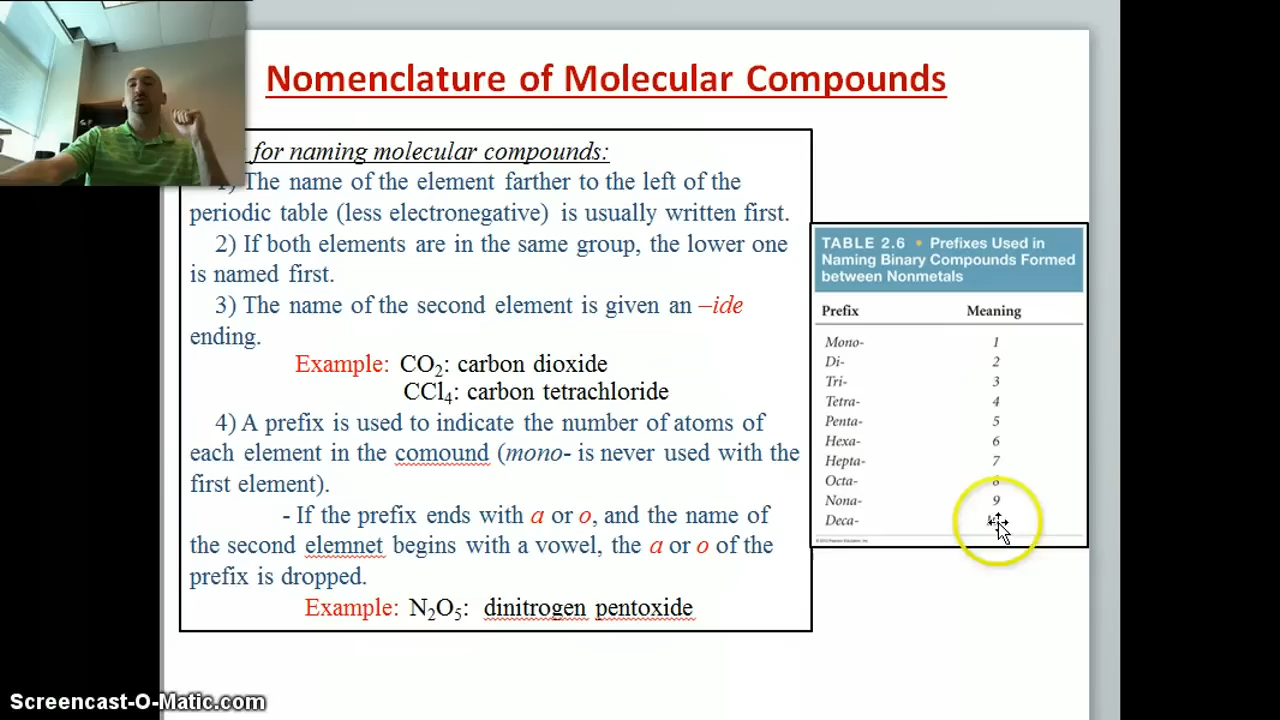 Nomenclature of Molecular Compounds
for naming molecular compounds:
1) The name of the element farther to the left of the
periodic table (less electronegative) is usually written first.
2) If both elements are in the same group, the lower one
is named first.
3) The name of the second element is given an –ide
ending.
Example: CO₂: carbon dioxide
CCl₄: carbon tetrachloride
4) A prefix is used to indicate the number of atoms of
each element in the comound (mono- is never used with the
first element).
- If the prefix ends with a or o, and the name of
the second elemnet begins with a vowel, the a or o of the
prefix is dropped.
Example: N₂O₅: dinitrogen pentoxide
TABLE 2.6 • Prefixes Used in
Naming Binary Compounds Formed
between Nonmetals
Prefix Meaning
Mono- 1
Di- 2
Tri- 3
Tetra- 4
Penta- 5
Hexa- 6
Hepta- 7
Octa- 8
Nona- 9
Deca-
Screencast-O-Matic.com